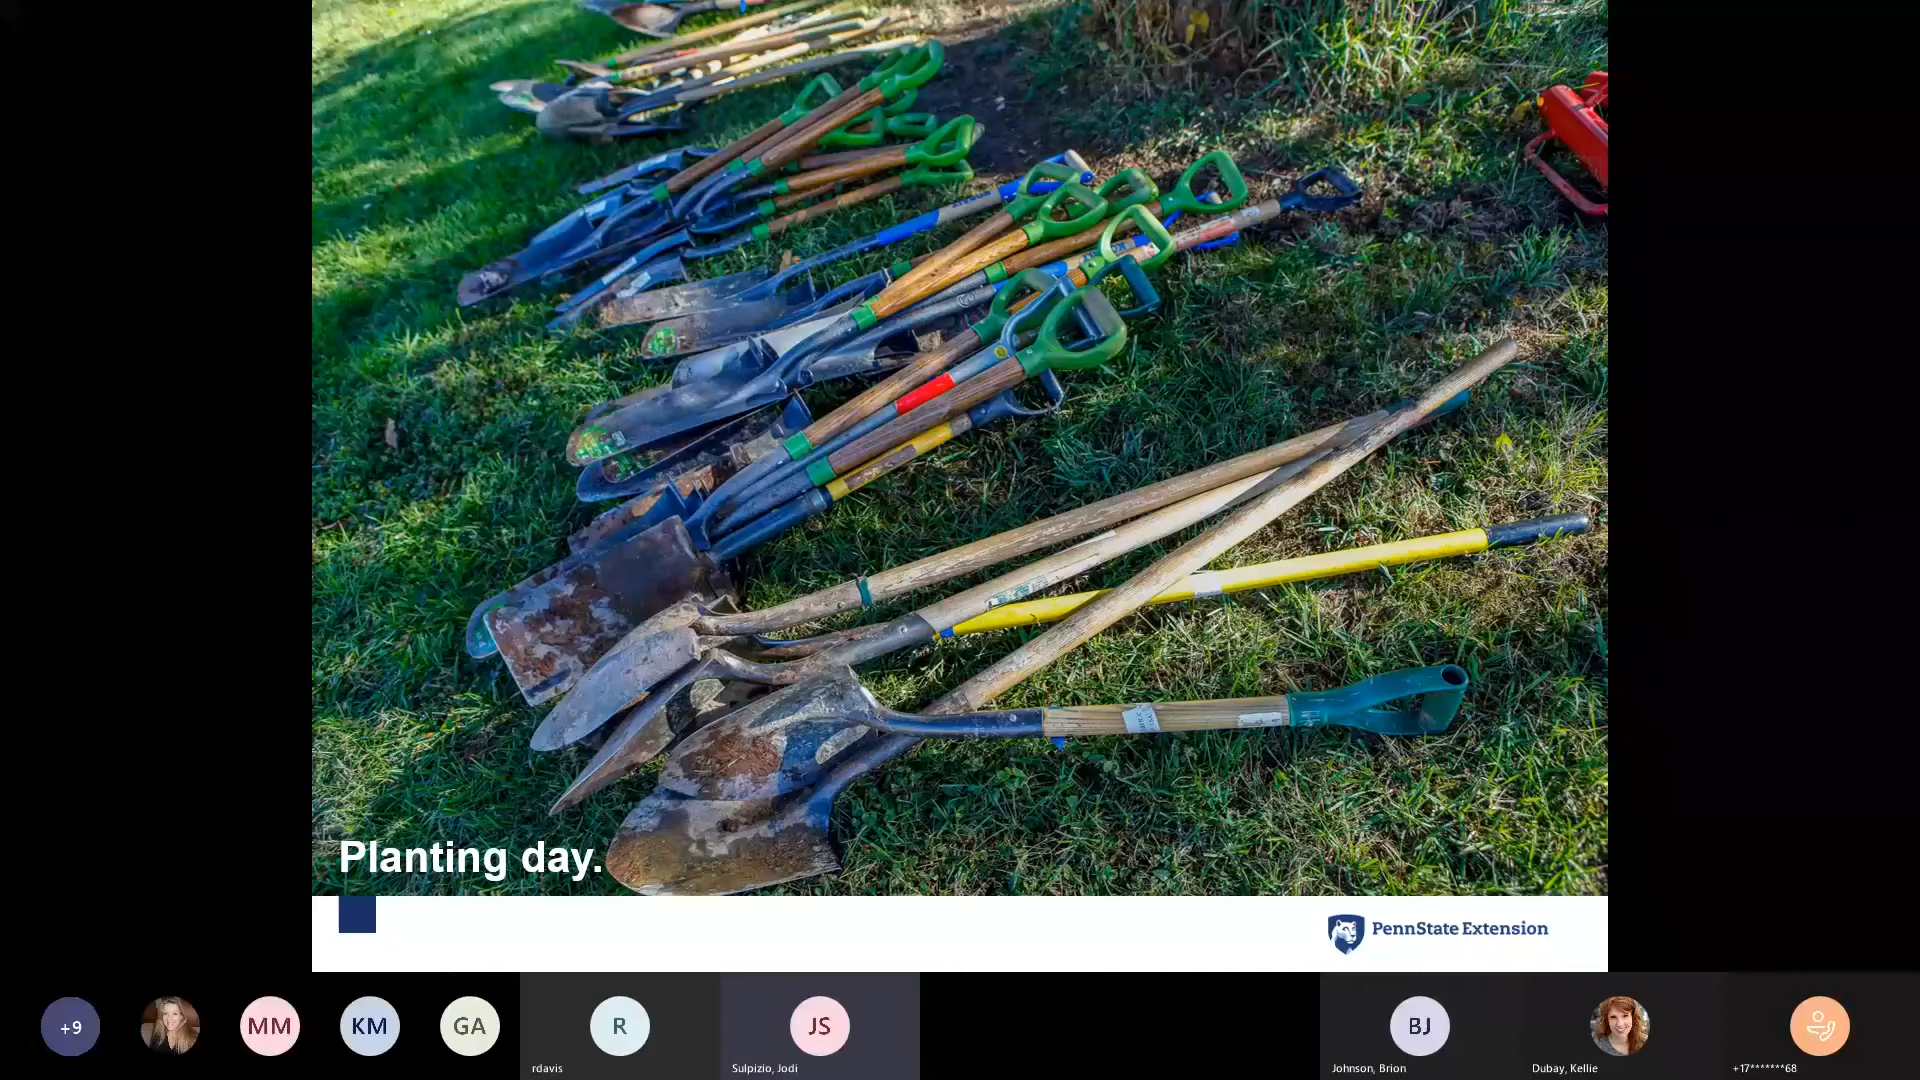 Planting day.
PennState Extension
+9
MM
KM
GA
R
JS
BJ
rdavis
Sulpizio, Jodi
Johnson, Brion
Dubay, Kellie
+17*******68